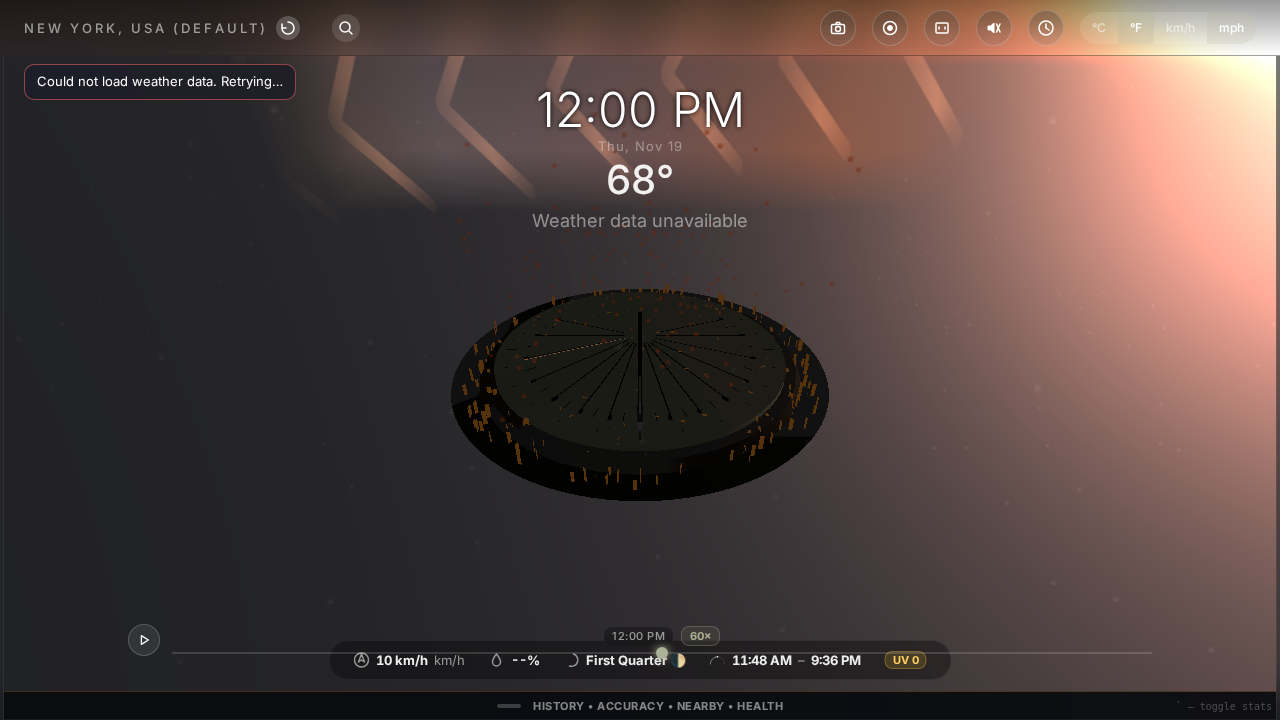 NEW YORK, USA (DEFAULT)
°C °F km/h mph
Could not load weather data. Retrying...
12:00 PM
Thu, Nov 19
68°
Weather data unavailable
12:00 PM 60×
10 km/h km/h --% First Quarter 11:48 AM – 9:36 PM UV 0
HISTORY • ACCURACY • NEARBY • HEALTH
` — toggle stats